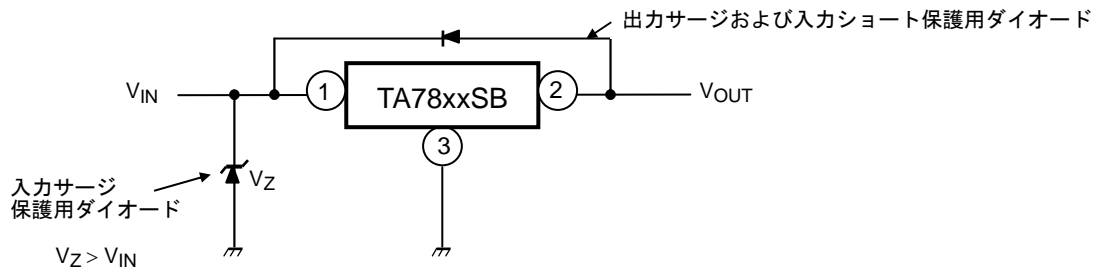 出力サージおよび入力ショート保護用ダイオード
VIN
1
TA78xxSB
2
VOUT
3
VZ
入力サージ
保護用ダイオード
VZ > VIN